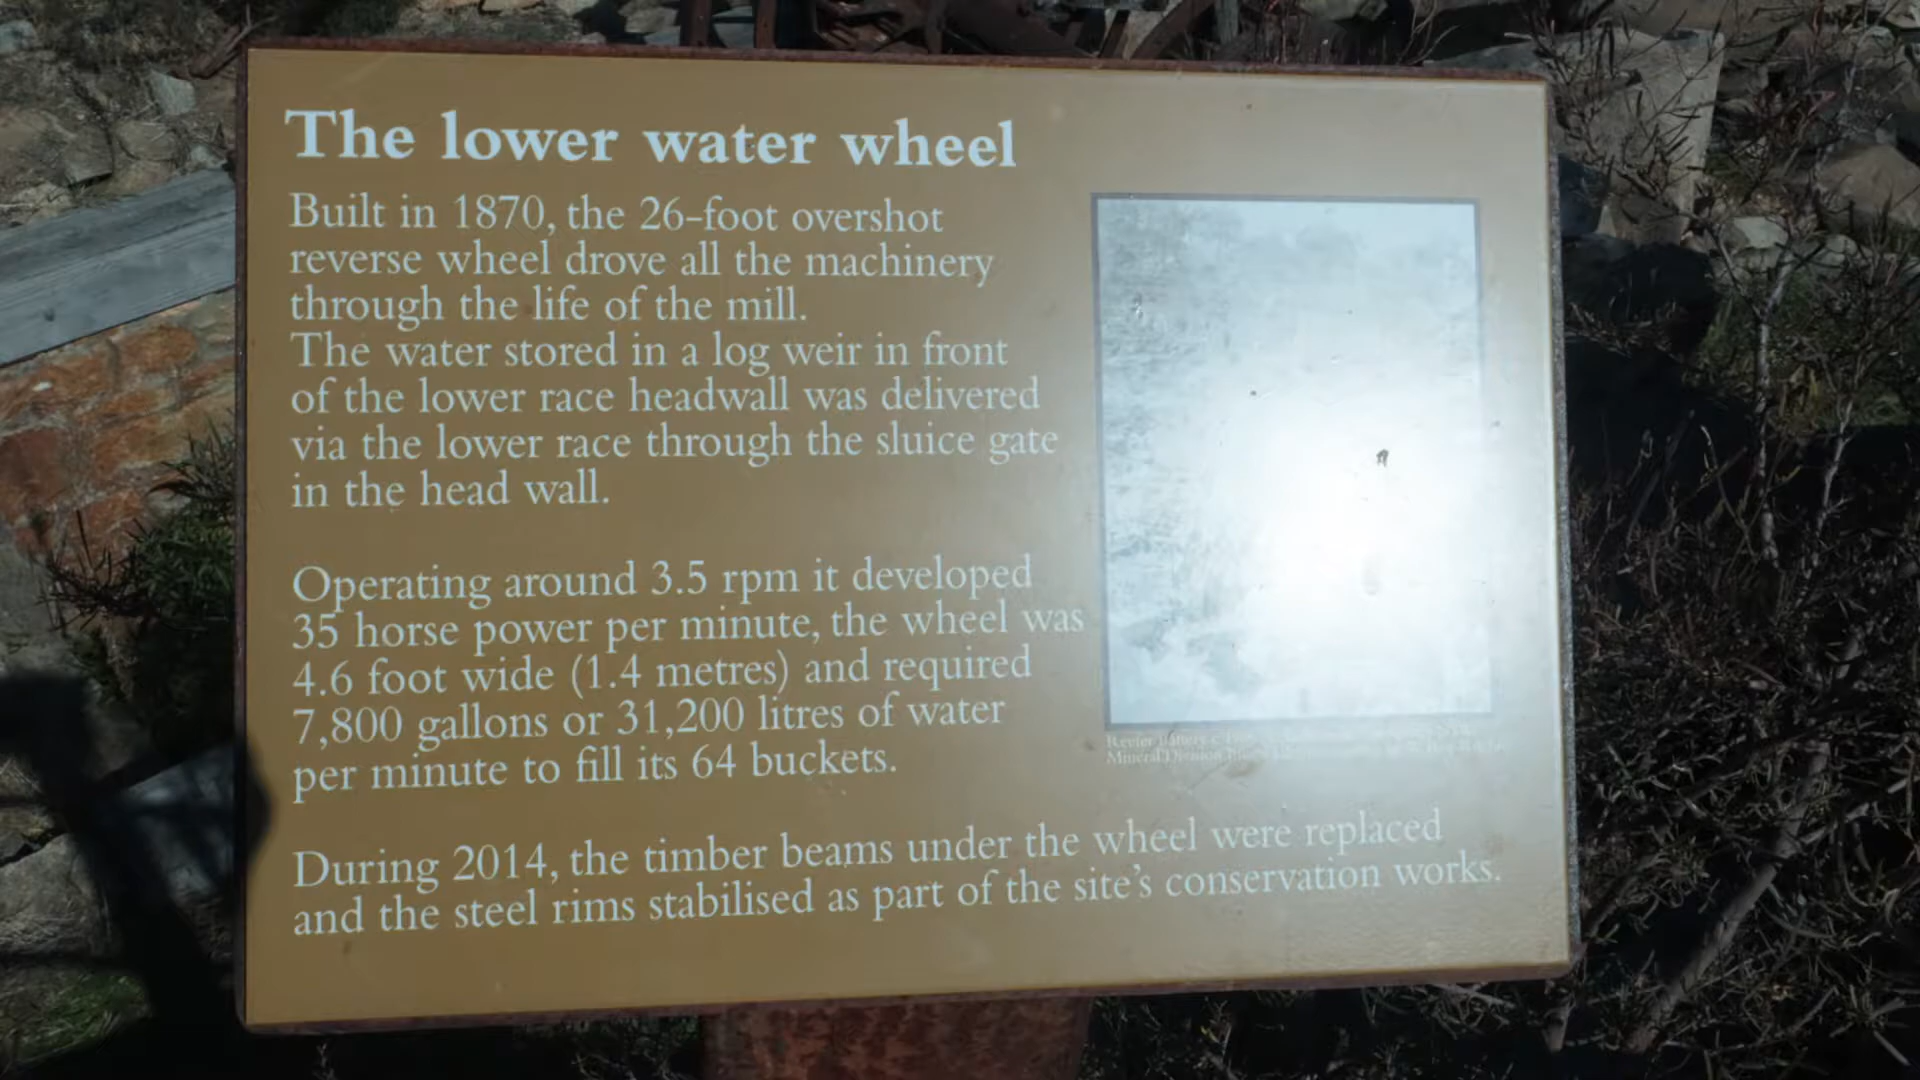 The lower water wheel
Built in 1870, the 26-foot overshot
reverse wheel drove all the machinery
through the life of the mill.
The water stored in a log weir in front
of the lower race headwall was delivered
via the lower race through the sluice gate
in the head wall.
Operating around 3.5 rpm it developed
35 horse power per minute, the wheel was
4.6 foot wide (1.4 metres) and required
7,800 gallons or 31,200 litres of water
per minute to fill its 64 buckets.
Battery
Mineral Division
During 2014, the timber beams under the wheel were replaced
and the steel rims stabilised as part of the site's conservation works.